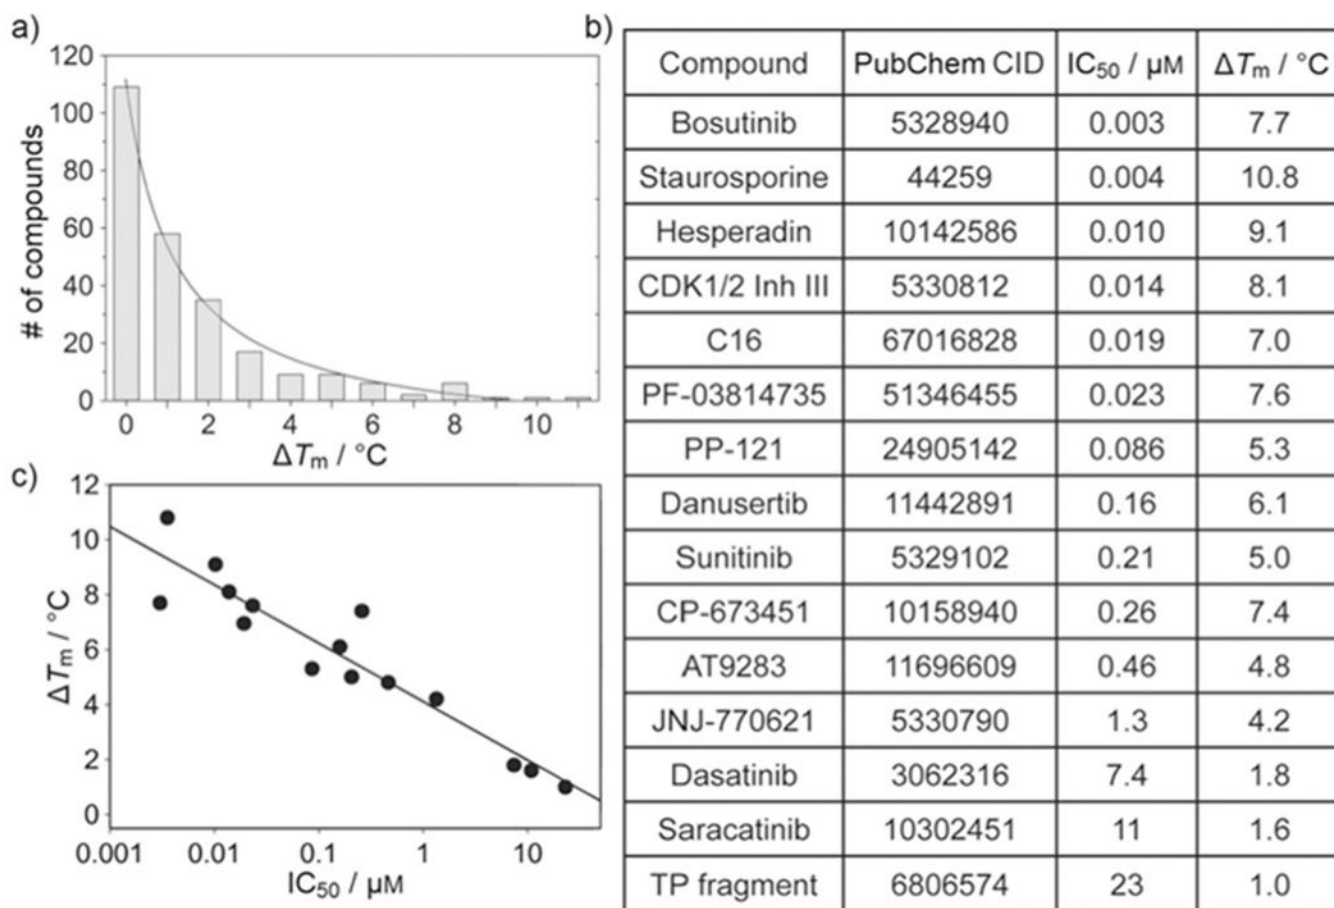 a)
120
100
80
60
40
20
0
# of compounds
0 2 4 6 8 10
ΔTm / °C
b)
Compound PubChem CID IC50 / µM ΔTm / °C
Bosutinib 5328940 0.003 7.7
Staurosporine 44259 0.004 10.8
Hesperadin 10142586 0.010 9.1
CDK1/2 Inh III 5330812 0.014 8.1
C16 67016828 0.019 7.0
PF-03814735 51346455 0.023 7.6
PP-121 24905142 0.086 5.3
Danusertib 11442891 0.16 6.1
Sunitinib 5329102 0.21 5.0
CP-673451 10158940 0.26 7.4
AT9283 11696609 0.46 4.8
JNJ-770621 5330790 1.3 4.2
Dasatinib 3062316 7.4 1.8
Saracatinib 10302451 11 1.6
TP fragment 6806574 23 1.0
c)
12
10
8
6
4
2
0
ΔTm / °C
0.001 0.01 0.1 1 10
IC50 / µM